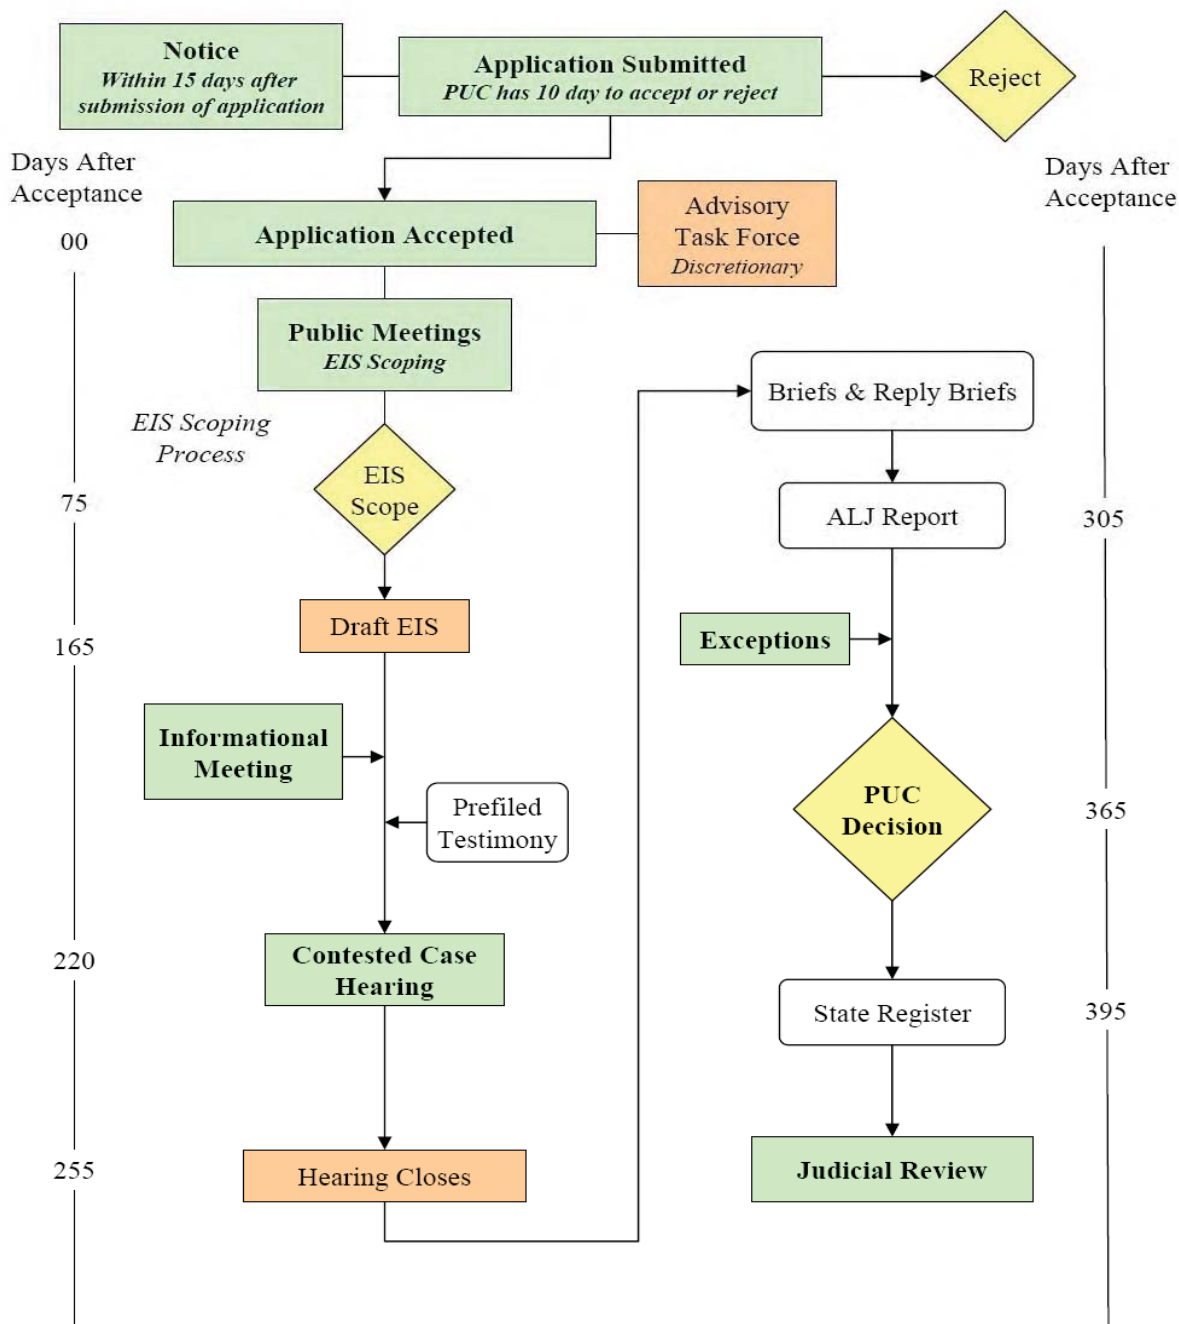 Notice
Within 15 days after
submission of application
Application Submitted
PUC has 10 day to accept or reject
Reject
Days After
Acceptance
00
Application Accepted
Advisory
Task Force
Discretionary
Days After
Acceptance
Public Meetings
EIS Scoping
EIS Scoping
Process
EIS
Scope
75
Draft EIS
165
Informational
Meeting
Prefiled
Testimony
Contested Case
Hearing
220
Hearing Closes
255
Briefs & Reply Briefs
ALJ Report
305
Exceptions
PUC
Decision
365
State Register
395
Judicial Review